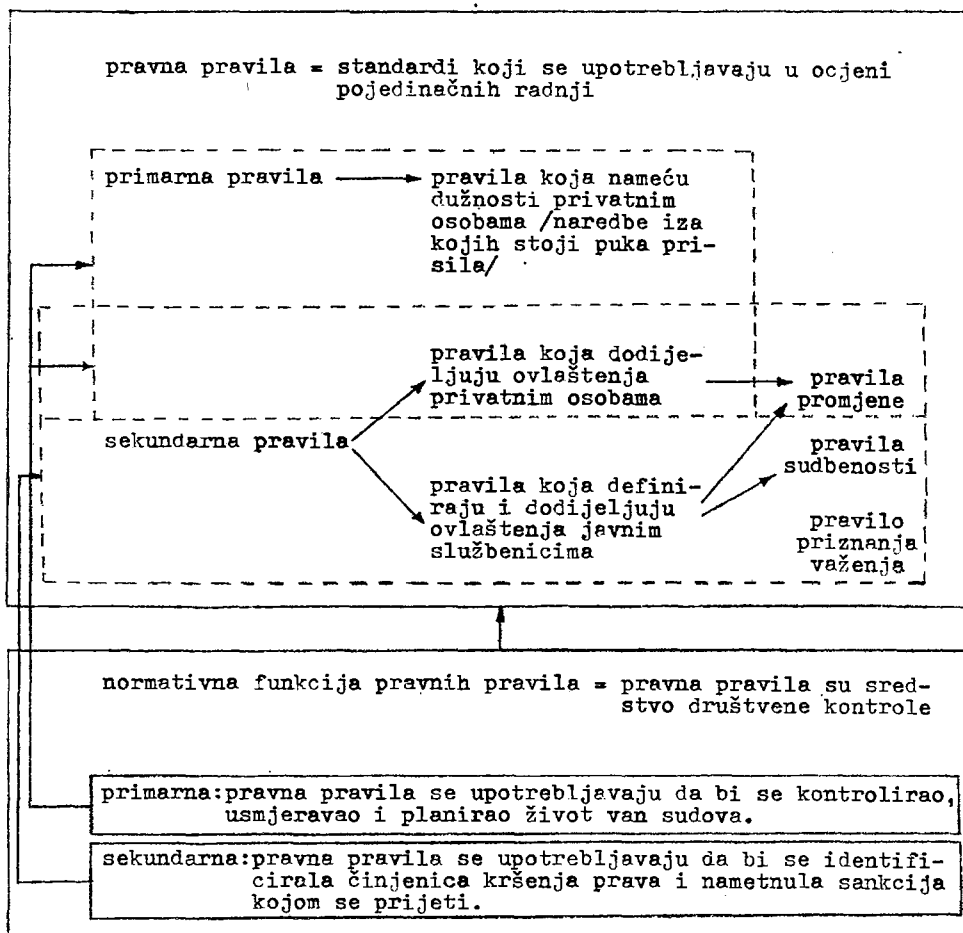 pravna pravila = standardi koji se upotrebljavaju u ocjeni
pojedinačnih radnji
primarna pravila
pravila koja nameću
dužnosti privatnim
osobama /naredbe iza
kojih stoji puka pri-
sila/
pravila koja dodije-
ljuju ovlaštenja
privatnim osobama
pravila
promjene
sekundarna pravila
pravila
sudbenosti
pravila koja defini-
raju i dodijeljuju
ovlaštenja javnim
službenicima
pravilo
priznanja
važenja
normativna funkcija pravnih pravila = pravna pravila su sred-
stvo društvene kontrole
primarna:pravna pravila se upotrebljavaju da bi se kontrolirao,
usmjeravao i planirao život van sudova.
sekundarna:pravna pravila se upotrebljavaju da bi se identifi-
cirala činjenica kršenja prava i nametnula sankcija
kojom se prijeti.